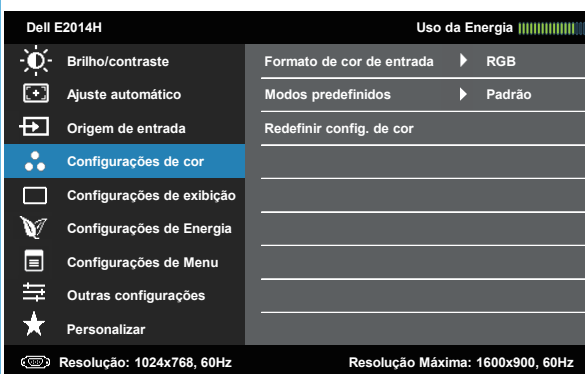 Dell E2014H Uso da Energia
Brilho/contraste Formato de cor de entrada RGB
Ajuste automático Modos predefinidos Padrão
Origem de entrada Redefinir config. de cor
Configurações de cor
Configurações de exibição
Configurações de Energia
Configurações de Menu
Outras configurações
Personalizar
Resolução: 1024x768, 60Hz Resolução Máxima: 1600x900, 60Hz